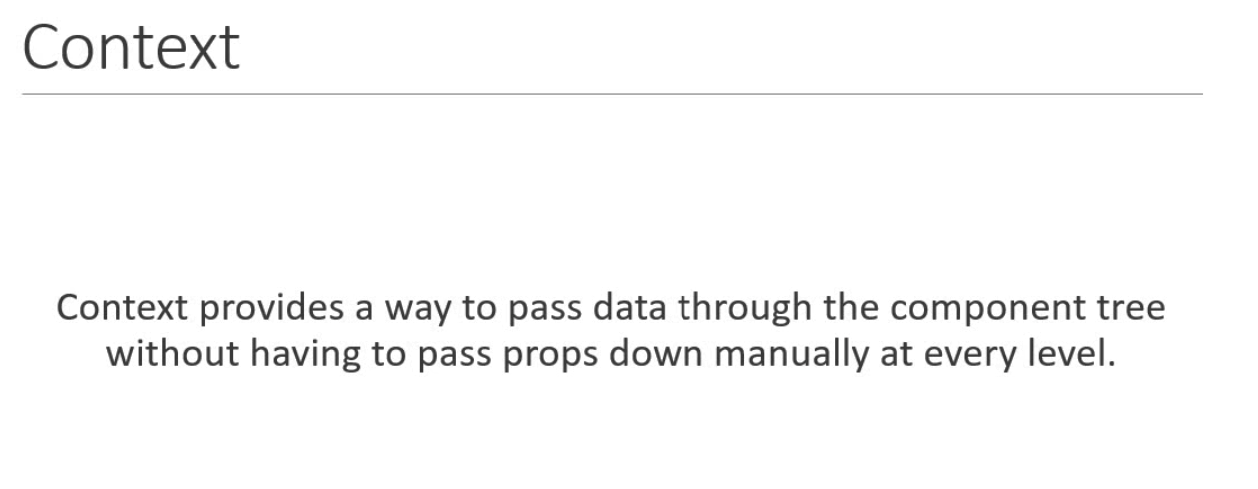 Context
Context provides a way to pass data through the component tree
without having to pass props down manually at every level.